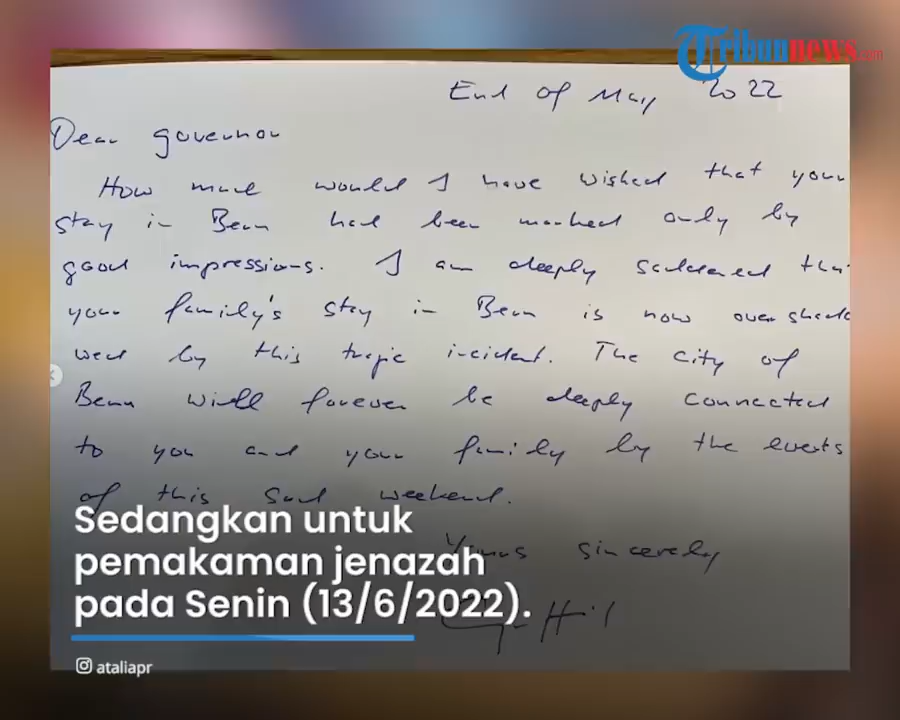 Tribunnews.com
End of May 2022
Dear governor
How much would I have wished that your
stay in Bern had been marked only by
good impressions. I am deeply saddened that
your family's stay in Bern is now overshado
wed by this tragic incident. The city of
Bern will forever be deeply connected
to you and your family by the events
of this sad weekend.
Yours sincerely
Sedangkan untuk
pemakaman jenazah
pada Senin (13/6/2022).
ataliapr